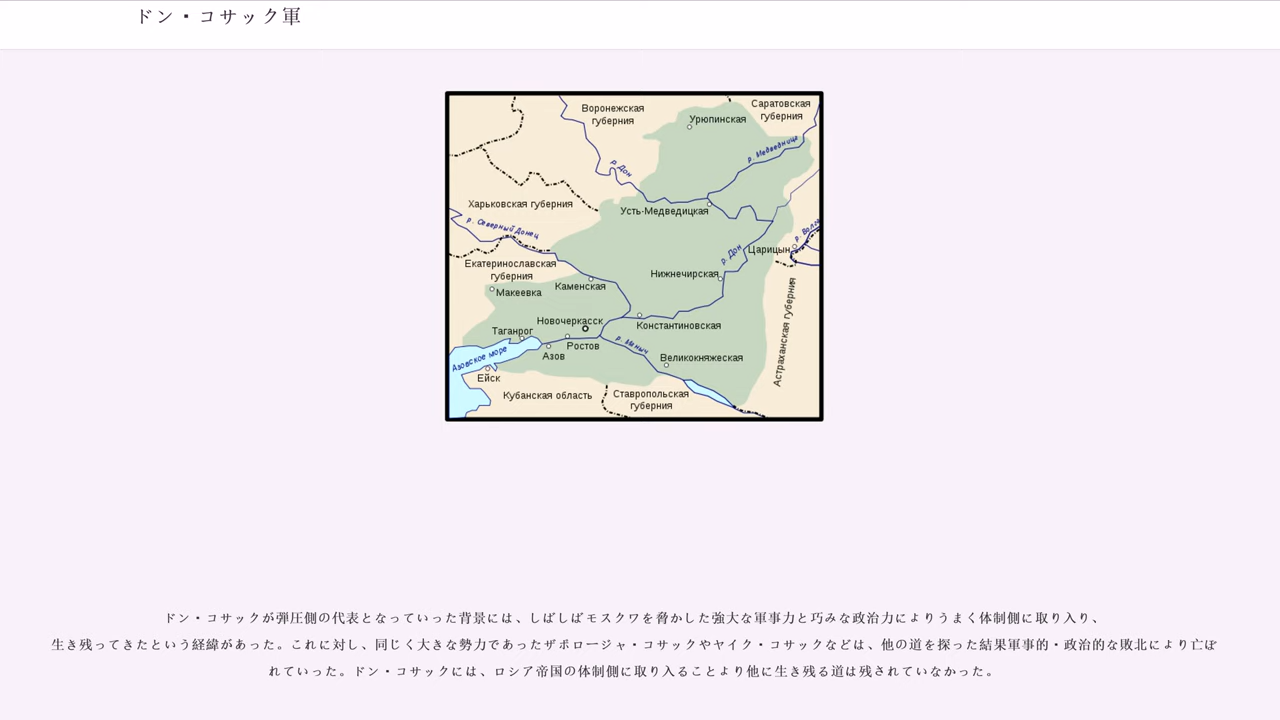 ドン・コサック軍
Воронежская
губерния
Саратовская
губерния
Урюпинская
р. Медведица
р. Дон
Харьковская губерния
Усть-Медведицкая
р. Северный Донец
р. Волга
р. Дон
Царицын
Екатеринославская
губерния
Нижнечирская
Каменская
Макеевка
Астраханская губерния
Новочеркасск
Константиновская
Таганрог
Ростов
р. Маныч
Азов
Азовское море
Великокняжеская
Ейск
Кубанская область
Ставропольская
губерния
ドン・コサックが弾圧側の代表となっていった背景には、しばしばモスクワを脅かした強大な軍事力と巧みな政治力によりうまく体制側に取り入り、
生き残ってきたという経緯があった。これに対し、同じく大きな勢力であったザポロージャ・コサックやヤイク・コサックなどは、他の道を探った結果軍事的・政治的な敗北により亡ぼ
れていった。ドン・コサックには、ロシア帝国の体制側に取り入ることより他に生き残る道は残されていなかった。